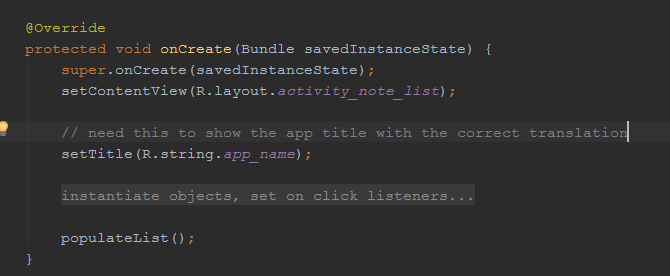 @Override
protected void onCreate(Bundle savedInstanceState) {
super.onCreate(savedInstanceState);
setContentView(R.layout.activity_note_list);
// need this to show the app title with the correct translation
setTitle(R.string.app_name);
instantiate objects, set on click listeners...
populateList();
}